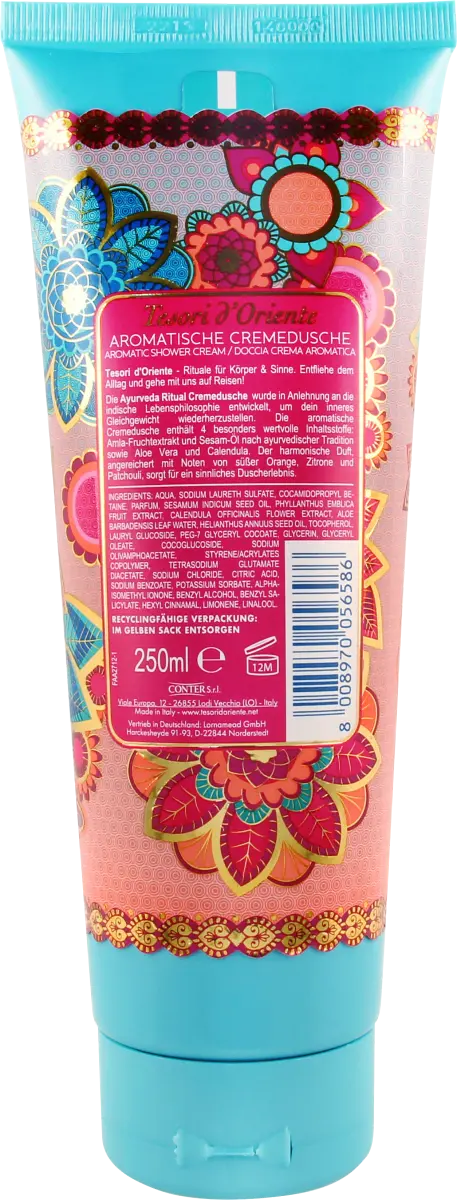 Tesori d'Oriente
AROMATISCHE CREMEDUSCHE
AROMATIC SHOWER CREAM / DOCCIA CREMA AROMATICA
Tesori d'Oriente - Rituale für Körper & Sinne. Entfliehe dem
Alltag und gehe mit uns auf Reisen!
Die Ayurveda Ritual Cremedusche wurde in Anlehnung an die
indische Lebensphilosophie entwickelt, um dein inneres
Gleichgewicht wiederherzustellen. Die aromatische
Cremedusche enthält 4 besonders wertvolle Inhaltsstoffe:
Amla-Fruchtextrakt und Sesam-Öl nach ayurvedischer Tradition
sowie Aloe Vera und Calendula. Der harmonische Duft,
angereichert mit Noten von süßer Orange, Zitrone und
Patchouli, sorgt für ein sinnliches Duscherlebnis.
INGREDIENTS: AQUA, SODIUM LAURETH SULFATE, COCAMIDOPROPYL BE-
TAINE, PARFUM, SESAMUM INDICUM SEED OIL, PHYLLANTHUS EMBLICA
FRUIT EXTRACT, CALENDULA OFFICINALIS FLOWER EXTRACT, ALOE
BARBADENSIS LEAF WATER, HELIANTHUS ANNUUS SEED OIL, TOCOPHEROL,
LAURYL GLUCOSIDE, PEG-7 GLYCERYL COCOATE, GLYCERIN, GLYCERYL
OLEATE, COCOGLUCOSIDE, SODIUM
OLIVAMPHOACETATE, STYRENE/ACRYLATES
COPOLYMER, TETRASODIUM GLUTAMATE
DIACETATE, SODIUM CHLORIDE, CITRIC ACID,
SODIUM BENZOATE, POTASSIUM SORBATE, ALPHA-
ISOMETHYL IONONE, BENZYL ALCOHOL, BENZYL SA-
LICYLATE, HEXYL CINNAMAL, LIMONENE, LINALOOL.
RECYCLINGFÄHIGE VERPACKUNG:
IM GELBEN SACK ENTSORGEN
250ml ℮
12M
FAA2712-1
CONTER S.r.l.
Viale Europa, 12 - 26855 Lodi Vecchio (LO) - Italy
Made in Italy - www.tesoridoriente.net
Vertrieb in Deutschland: Lornamead GmbH
Harckesheyde 91-93, D-22844 Norderstedt
8 008970 056586